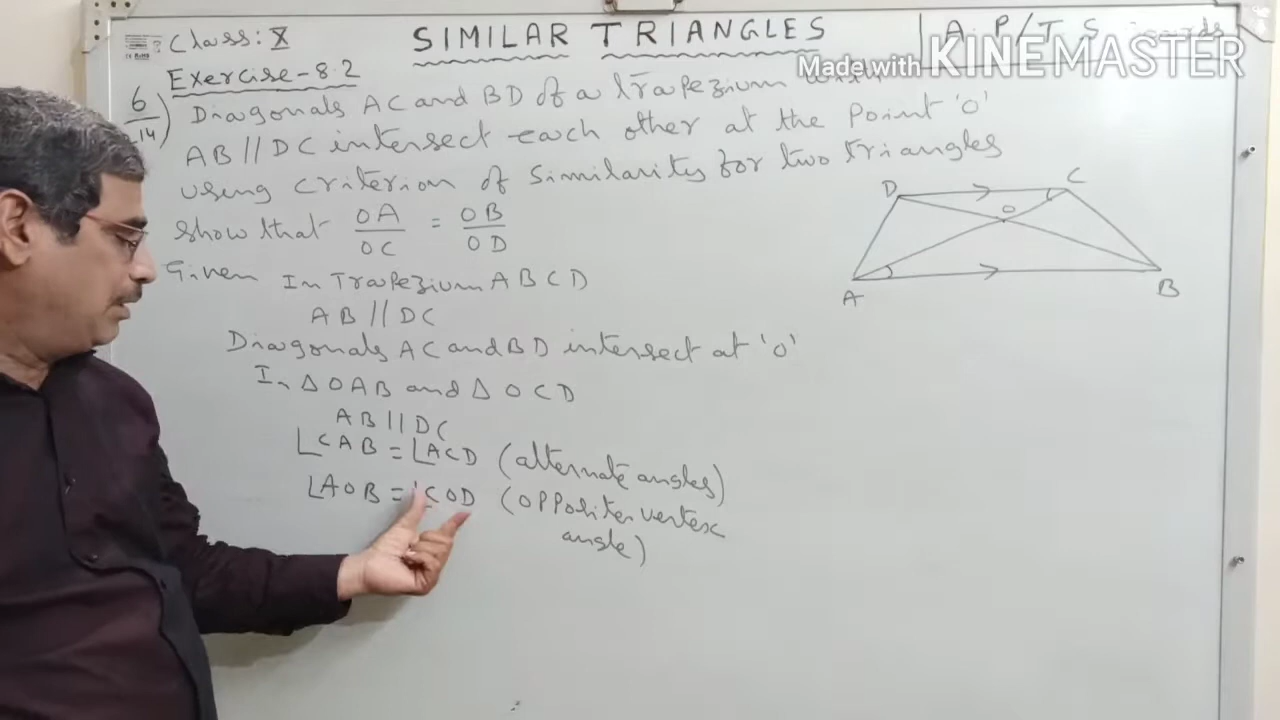 Class: X
SIMILAR TRIANGLES
A.P/T S
Made with KINEMASTER
Exercise-8.2
6/14) Diagonals AC and BD of a Trapezium with
AB // DC intersect each other at the Point 'O'
using Criterion of Similarity for two triangles
Show that OA/OC = OB/OD
Given In Trapezium ABCD
AB // DC
Diagonals AC and BD intersect at 'O'
In Δ OAB and Δ OCD
AB // DC
∠CAB = ∠ACD (alternate angles)
∠AOB = ∠COD (opposite vertex
angle)
D
C
O
A
B